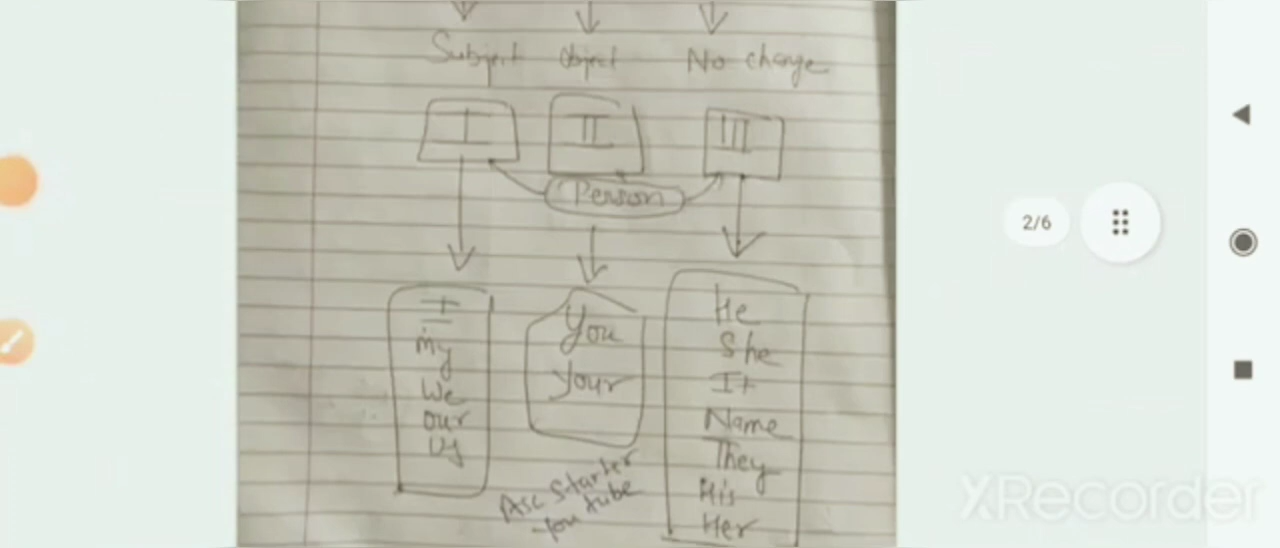 Subject Object No change
I II III
Person
I
my
We
our
us
You
Your
He
She
It
Name
They
His
Her
Asc Starter
You tube
2/6
XRecorder